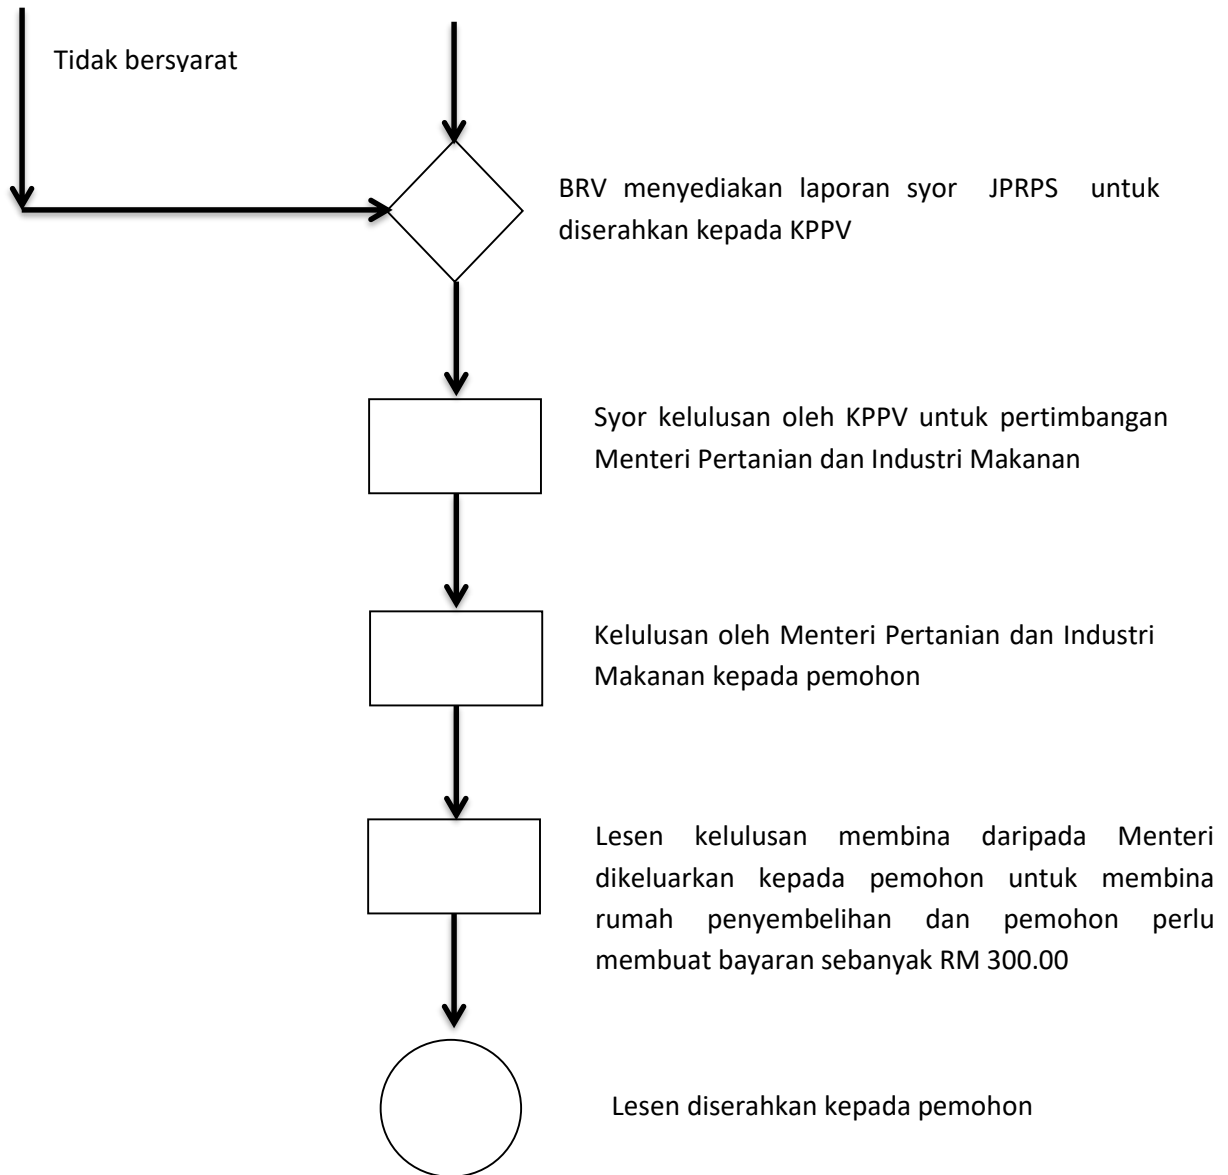 Tidak bersyarat
BRV menyediakan laporan syor JPRPS untuk
diserahkan kepada KPPV
Syor kelulusan oleh KPPV untuk pertimbangan
Menteri Pertanian dan Industri Makanan
Kelulusan oleh Menteri Pertanian dan Industri
Makanan kepada pemohon
Lesen kelulusan membina daripada Menteri
dikeluarkan kepada pemohon untuk membina
rumah penyembelihan dan pemohon perlu
membuat bayaran sebanyak RM 300.00
Lesen diserahkan kepada pemohon